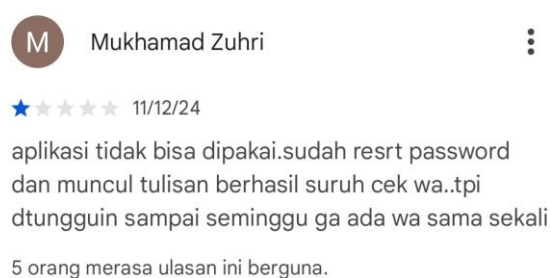 M
Mukhamad Zuhri
11/12/24
aplikasi tidak bisa dipakai.sudah resrt password
dan muncul tulisan berhasil suruh cek wa..tpi
dtungguin sampai seminggu ga ada wa sama sekali
5 orang merasa ulasan ini berguna.